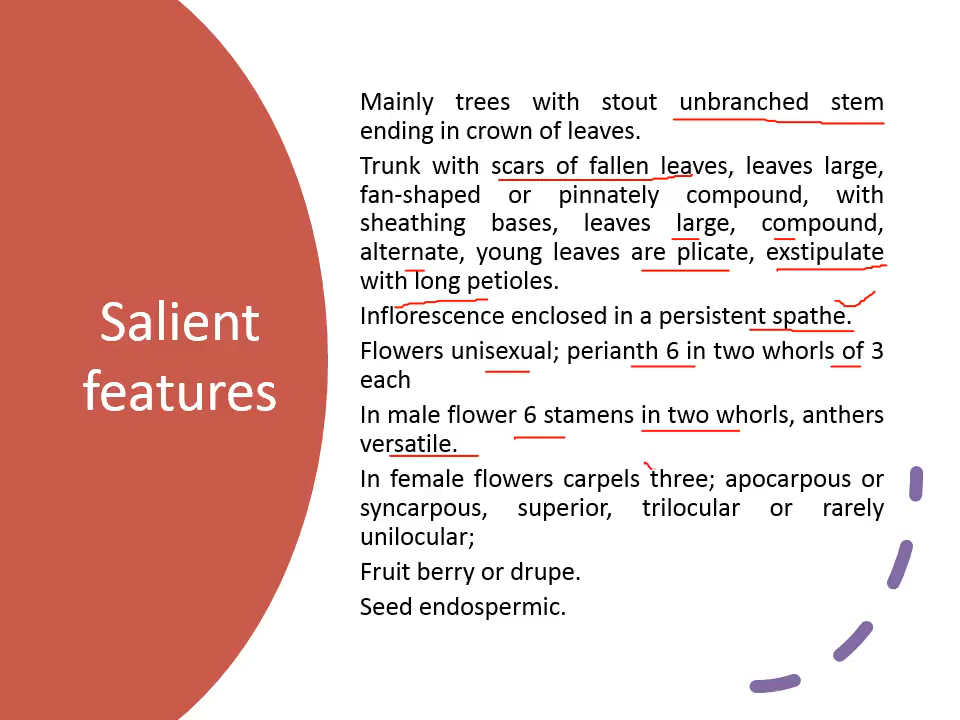 Salient
features
Mainly trees with stout unbranched stem
ending in crown of leaves.
Trunk with scars of fallen leaves, leaves large,
fan-shaped or pinnately compound, with
sheathing bases, leaves large, compound,
alternate, young leaves are plicate, exstipulate
with long petioles.
Inflorescence enclosed in a persistent spathe.
Flowers unisexual; perianth 6 in two whorls of 3
each
In male flower 6 stamens in two whorls, anthers
versatile.
In female flowers carpels three; apocarpous or
syncarpous, superior, trilocular or rarely
unilocular;
Fruit berry or drupe.
Seed endospermic.